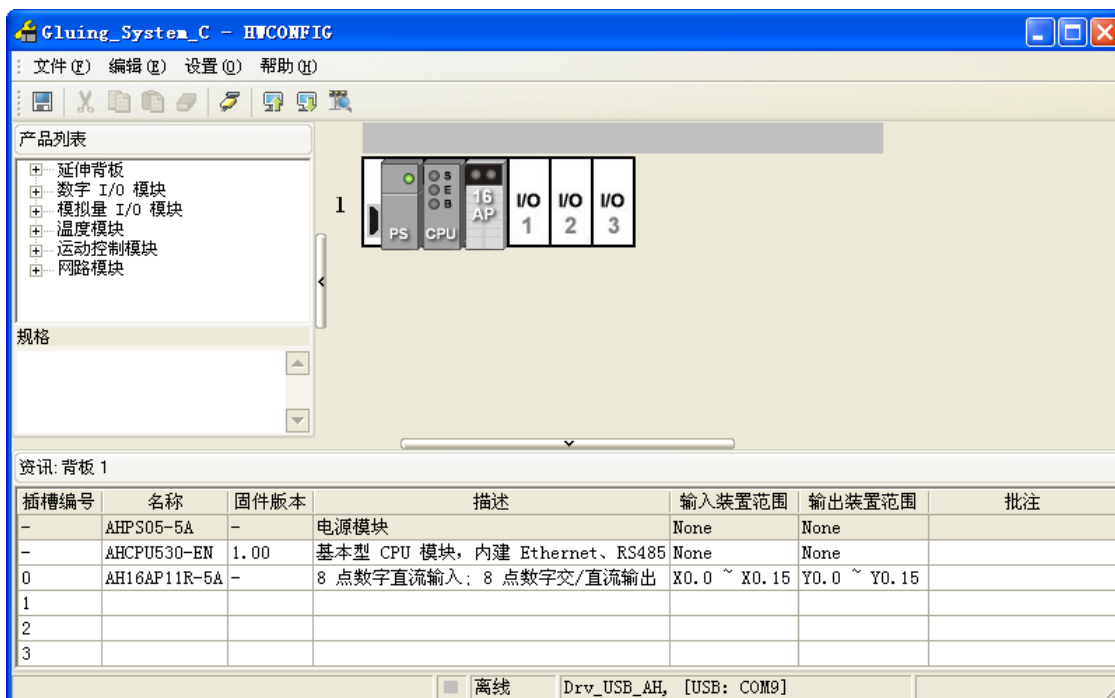 Gluing_System_C - HWCONFIG
文件(F) 编辑(E) 设置(O) 帮助(H)
产品列表
延伸背板
数字 I/O 模块
模拟量 I/O 模块
温度模块
运动控制模块
网路模块
规格
1
PS
S
E
B
CPU
16
AP
I/O
1
I/O
2
I/O
3
资讯: 背板 1
插槽编号 名称 固件版本 描述 输入装置范围 输出装置范围 批注
- AHPS05-5A - 电源模块 None None
- AHCPU530-EN 1.00 基本型 CPU 模块, 内建 Ethernet、RS485 None None
0 AH16AP11R-5A - 8 点数字直流输入; 8 点数字交/直流输出 X0.0 ~ X0.15 Y0.0 ~ Y0.15
1
2
3
离线 Drv_USB_AH, [USB: COM9]